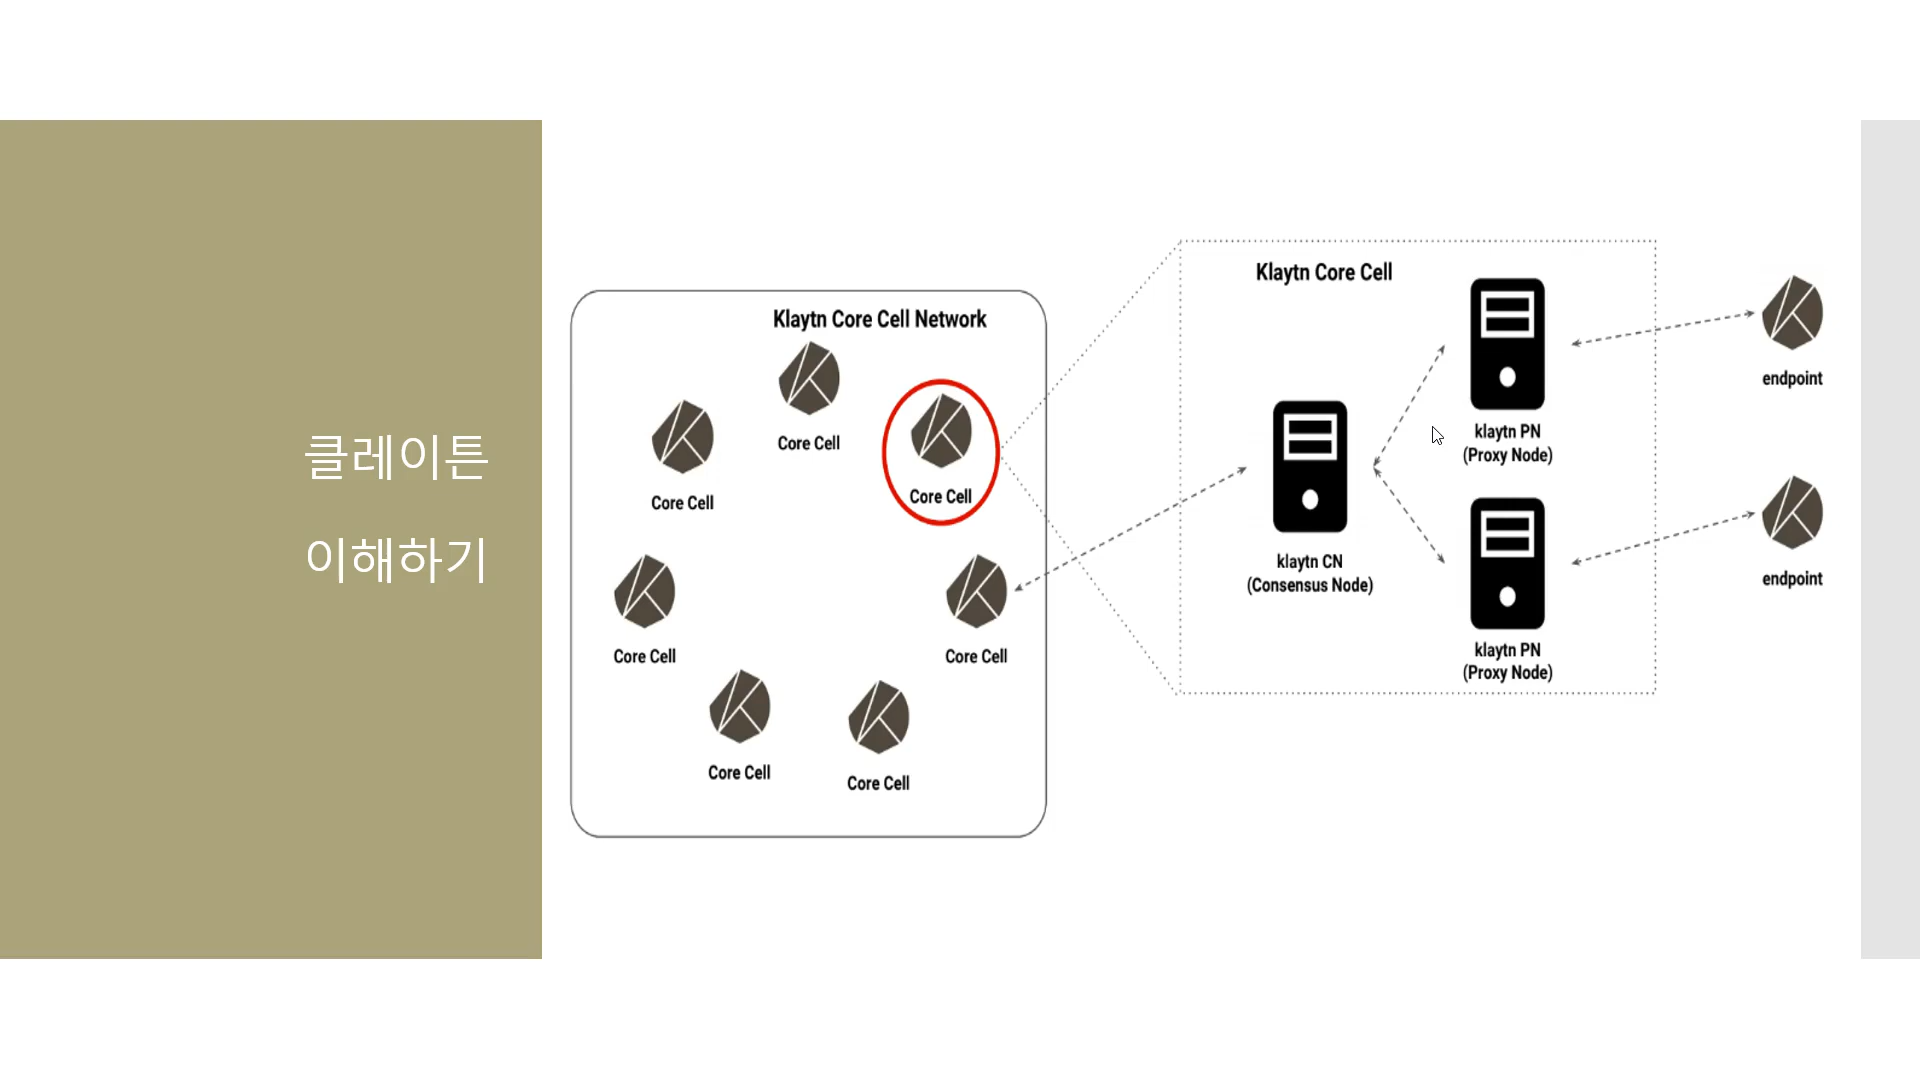 클레이튼
이해하기
Klaytn Core Cell Network
Core Cell
Core Cell
Core Cell
Core Cell
Core Cell
Core Cell
Core Cell
Klaytn Core Cell
klaytn CN
(Consensus Node)
klaytn PN
(Proxy Node)
klaytn PN
(Proxy Node)
endpoint
endpoint